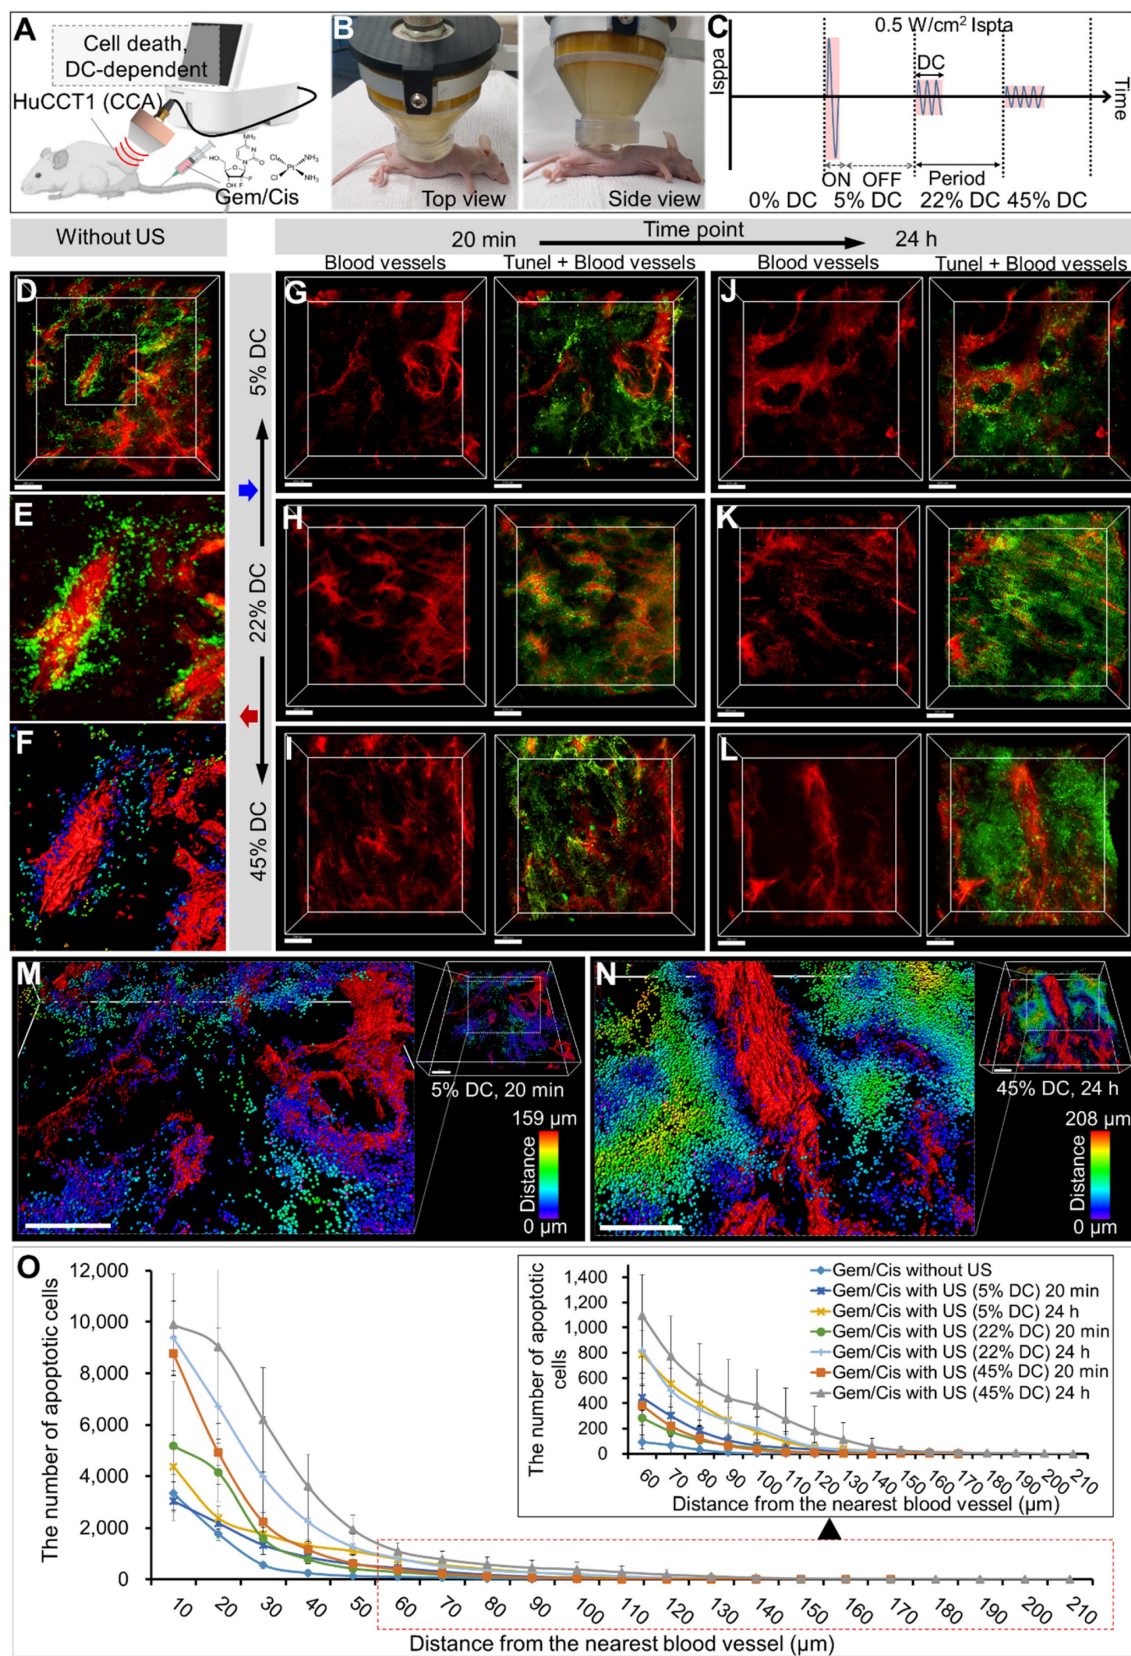 A
Cell death,
DC-dependent
HuCCT1 (CCA)
Gem/Cis
B
Top view
Side view
C
0.5 W/cm² Ispta
Isppa
DC
Time
ON
OFF
Period
0% DC
5% DC
22% DC
45% DC
Without US
20 min
Time point
24 h
Blood vessels
Tunel + Blood vessels
Blood vessels
Tunel + Blood vessels
D
E
F
5% DC
22% DC
45% DC
G
H
I
J
K
L
M
5% DC, 20 min
159 µm
Distance
0 µm
N
45% DC, 24 h
208 µm
Distance
0 µm
O
The number of apoptotic cells
12,000
10,000
8,000
6,000
4,000
2,000
0
10 20 30 40 50 60 70 80 90 100 110 120 130 140 150 160 170 180 190 200 210
Distance from the nearest blood vessel (µm)
The number of apoptotic
cells
1,400
1,200
1,000
800
600
400
200
0
60 70 80 90 100 110 120 130 140 150 160 170 180 190 200 210
Distance from the nearest blood vessel (µm)
Gem/Cis without US
Gem/Cis with US (5% DC) 20 min
Gem/Cis with US (5% DC) 24 h
Gem/Cis with US (22% DC) 20 min
Gem/Cis with US (22% DC) 24 h
Gem/Cis with US (45% DC) 20 min
Gem/Cis with US (45% DC) 24 h